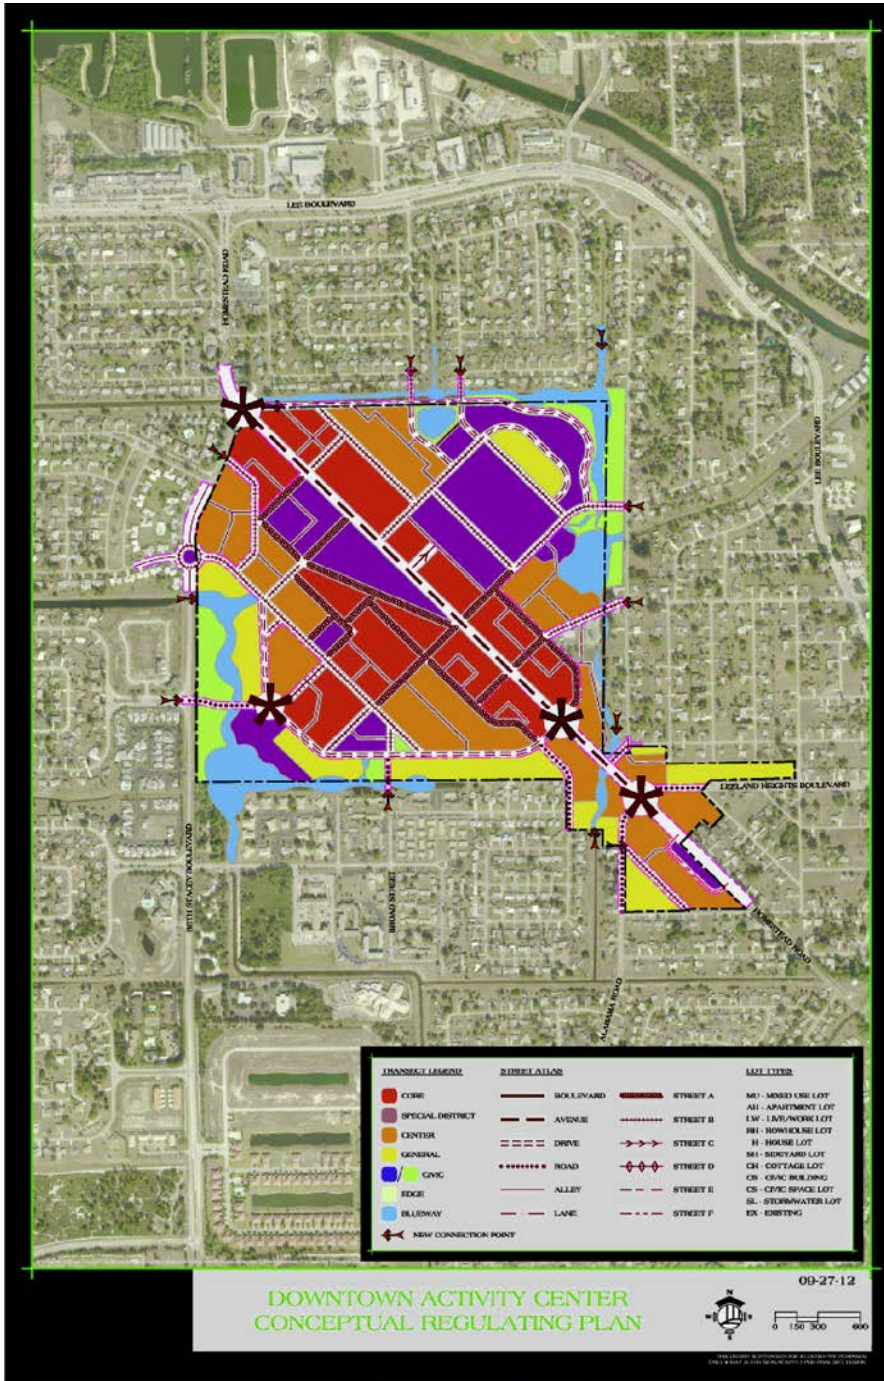 LEE BOULEVARD
HOMESTEAD ROAD
LEE BOULEVARD
LEELAND HEIGHTS BOULEVARD
BETH STACEY BOULEVARD
BROAD STREET
HOMESTEAD ROAD
ALABAMA ROAD
TRANSECT LEGEND
CORE
SPECIAL DISTRICT
CENTER
GENERAL
/ CIVIC
EDGE
BLUEWAY
NEW CONNECTION POINT
STREET ATLAS
BOULEVARD
AVENUE
DRIVE
ROAD
ALLEY
LANE
STREET A
STREET B
STREET C
STREET D
STREET E
STREET F
LOT TYPES
MU - MIXED USE LOT
AH - APARTMENT LOT
LW - LIVE/WORK LOT
RH - ROWHOUSE LOT
H - HOUSE LOT
SH - SIDEYARD LOT
CH - COTTAGE LOT
CB - CIVIC BUILDING
CS - CIVIC SPACE LOT
SL - STORMWATER LOT
EX - EXISTING
09-27-12
DOWNTOWN ACTIVITY CENTER
CONCEPTUAL REGULATING PLAN
N
0 150 300 600